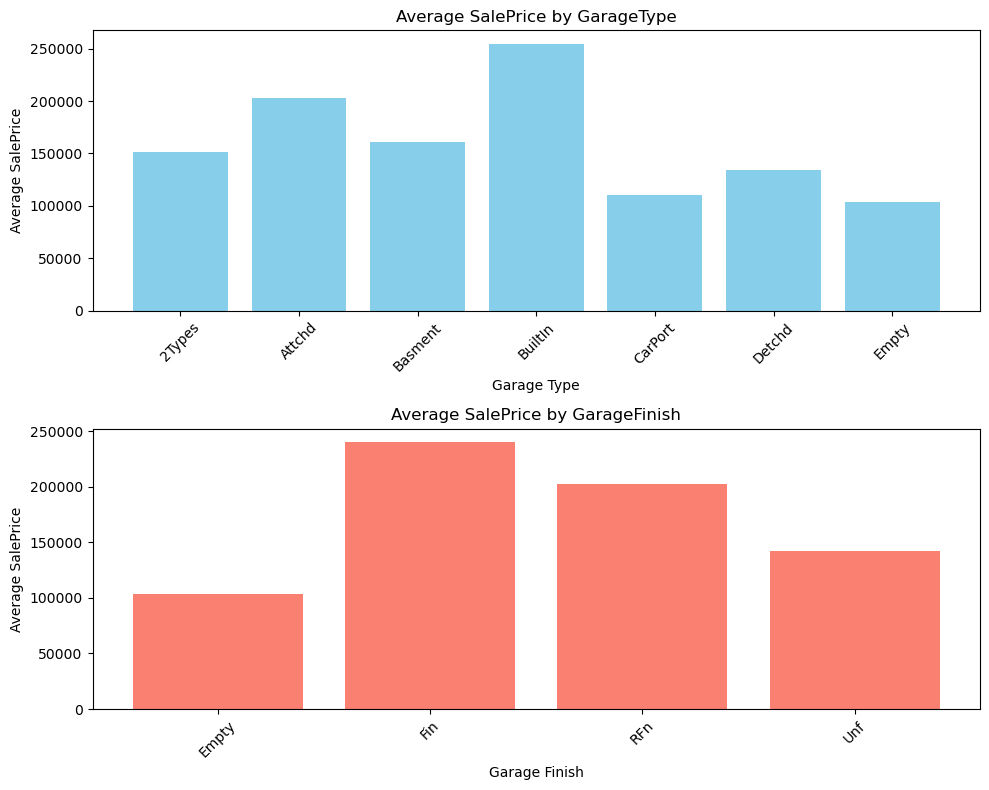 Average SalePrice by GarageType
Average SalePrice
250000
200000
150000
100000
50000
0
2Types
Attchd
Basment
BuiltIn
CarPort
Detchd
Empty
Garage Type
Average SalePrice by GarageFinish
Average SalePrice
250000
200000
150000
100000
50000
0
Empty
Fin
RFn
Unf
Garage Finish